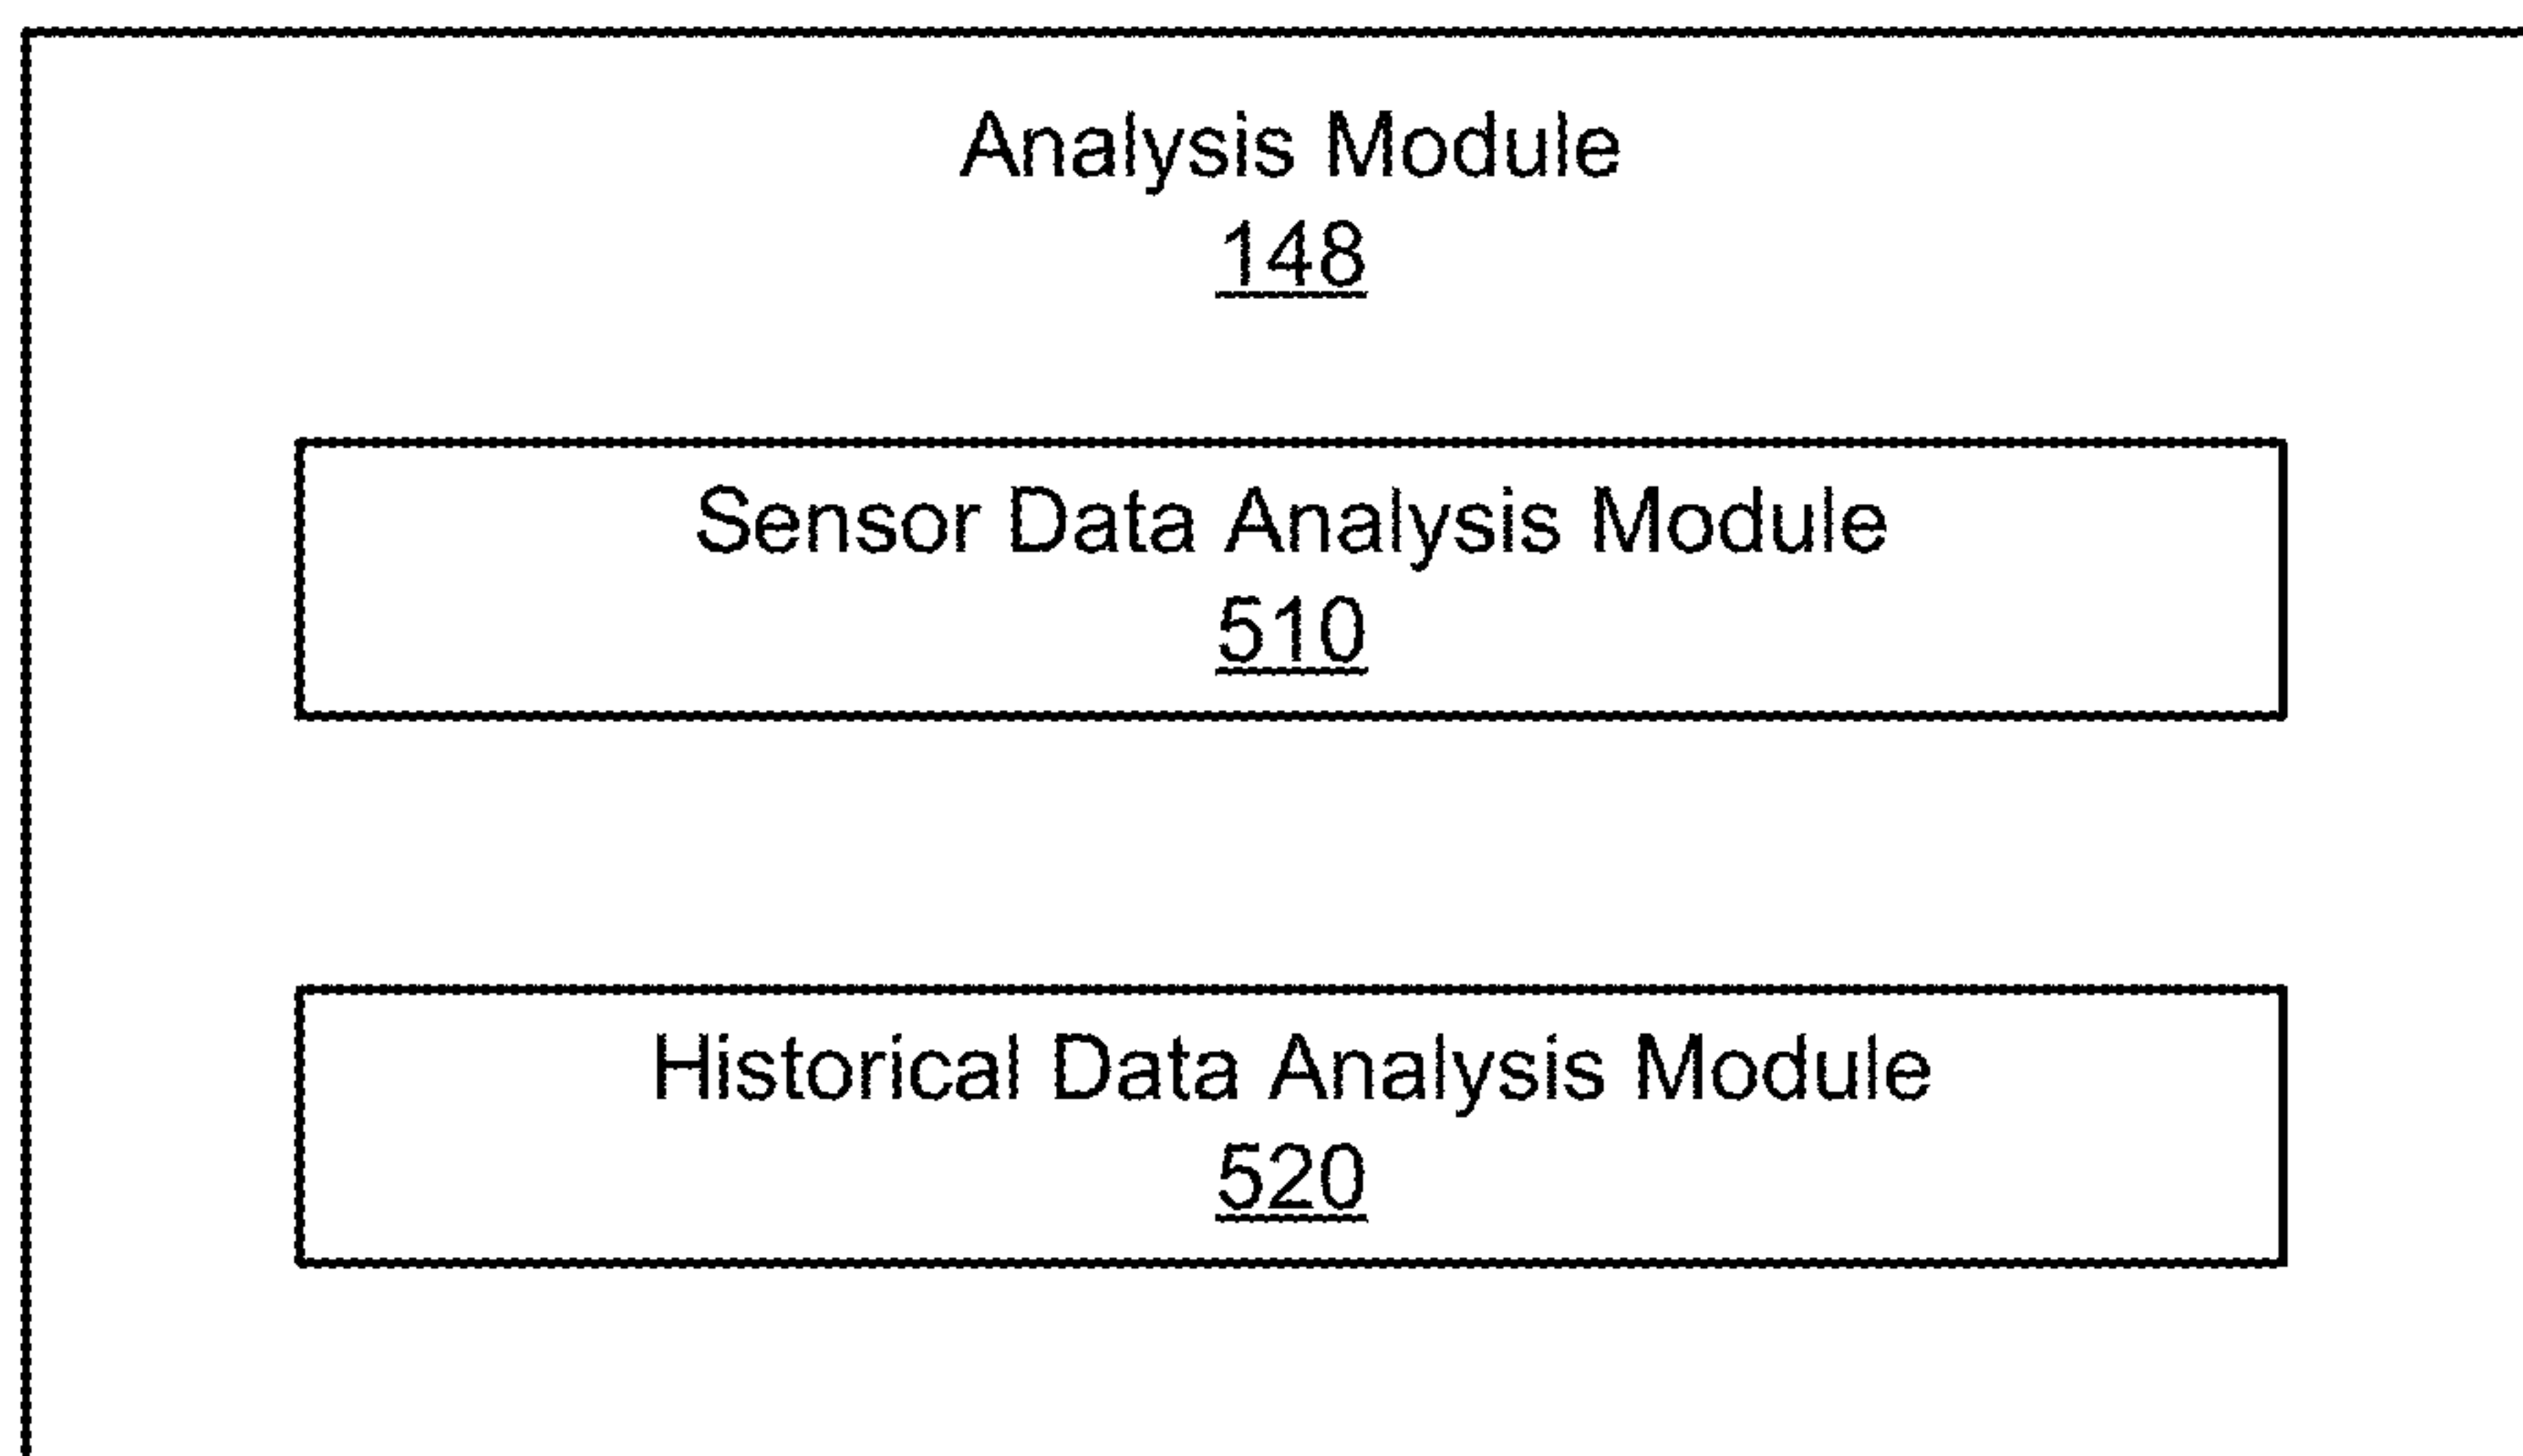 Analysis Module
148
Sensor Data Analysis Module
510
Historical Data Analysis Module
520